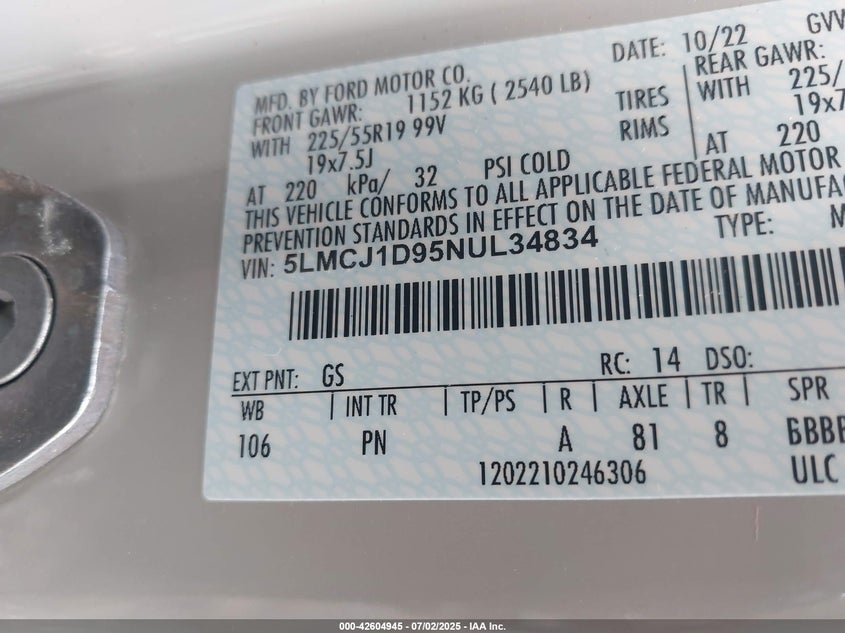 DATE: 10/22 GVW
MFD. BY FORD MOTOR CO.
FRONT GAWR: 1152 KG ( 2540 LB) REAR GAWR:
WITH 225/55R19 99V TIRES WITH 225/
19x7.5J RIMS 19x7
AT 220 kPa/ 32 PSI COLD AT 220
THIS VEHICLE CONFORMS TO ALL APPLICABLE FEDERAL MOTOR
PREVENTION STANDARDS IN EFFECT ON THE DATE OF MANUFA
VIN: 5LMCJ1D95NUL34834 TYPE: M
EXT PNT: GS RC: 14 DSO:
WB INT TR TP/PS R AXLE TR SPR
106 PN A 81 8 BBBB
1202210246306 ULC
000-42604945 - 07/02/2025 - IAA Inc.